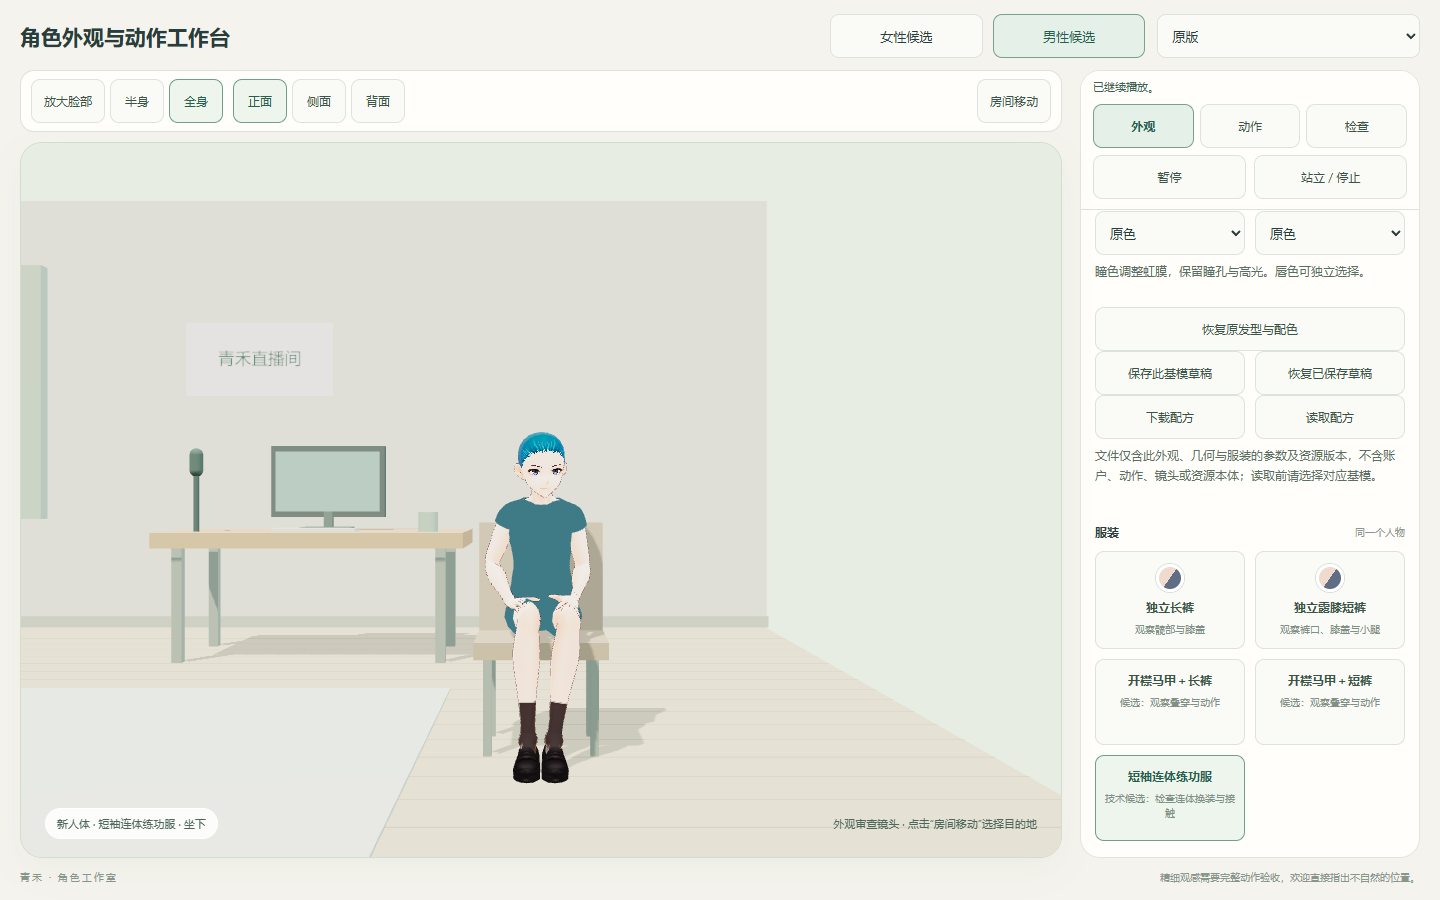 角色外观与动作工作台
女性候选
男性候选
原版
放大脸部
半身
全身
正面
侧面
背面
房间移动
已继续播放。
外观
动作
检查
暂停
站立 / 停止
原色
原色
瞳色调整虹膜，保留瞳孔与高光。唇色可独立选择。
恢复原发型与配色
保存此基模草稿
恢复已保存草稿
下载配方
读取配方
文件仅含此外观、几何与服装的参数及资源版本，不含账
户、动作、镜头或资源本体；读取前请选择对应基模。
服装
同一个人物
独立长裤
观察髋部与膝盖
独立露膝短裤
观察裤口、膝盖与小腿
开襟马甲 + 长裤
候选：观察叠穿与动作
开襟马甲 + 短裤
候选：观察叠穿与动作
短袖连体练功服
技术候选：检查连体换装与接
触
青禾直播间
新人体 · 短袖连体练功服 · 坐下
外观审查镜头 · 点击“房间移动”选择目的地
青禾 · 角色工作室
精细观感需要完整动作验收，欢迎直接指出不自然的位置。